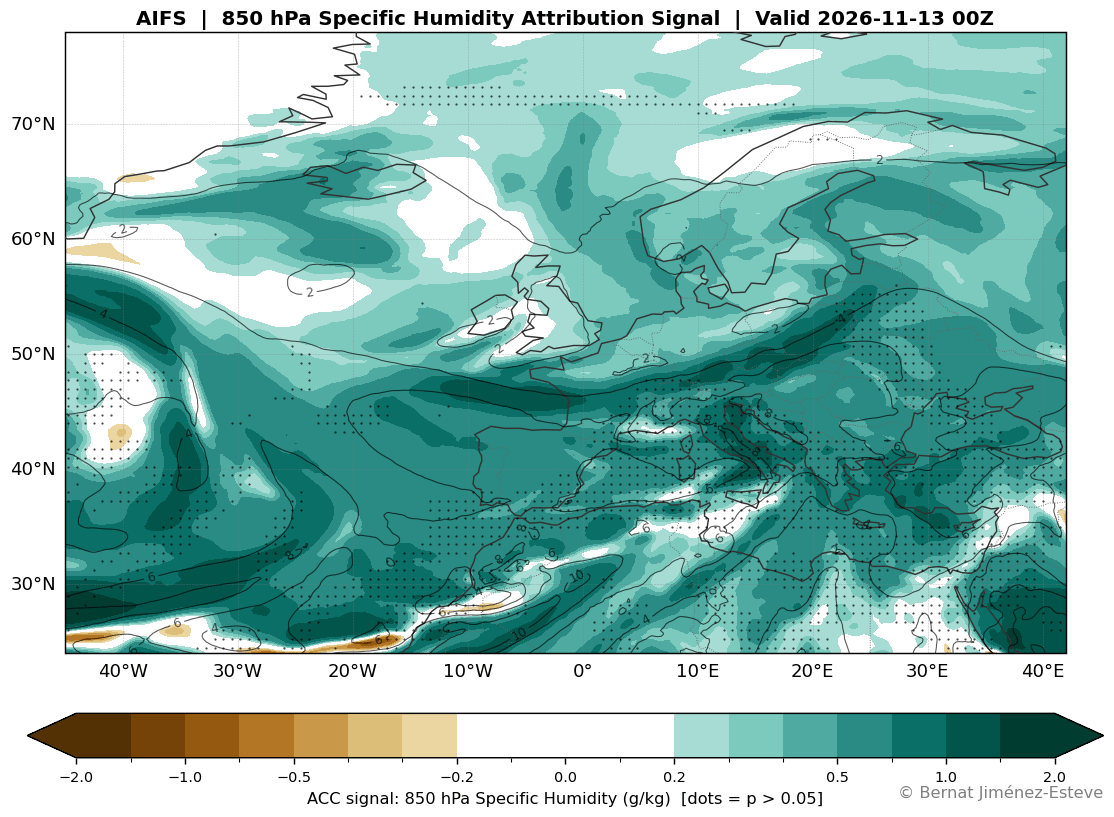 AIFS | 850 hPa Specific Humidity Attribution Signal | Valid 2026-11-13 00Z
70°N
60°N
50°N
40°N
30°N
40°W
30°W
20°W
10°W
0°
10°E
20°E
30°E
40°E
−2.0
−1.0
−0.5
−0.2
0.0
0.2
0.5
1.0
2.0
ACC signal: 850 hPa Specific Humidity (g/kg) [dots = p > 0.05]
© Bernat Jiménez-Esteve